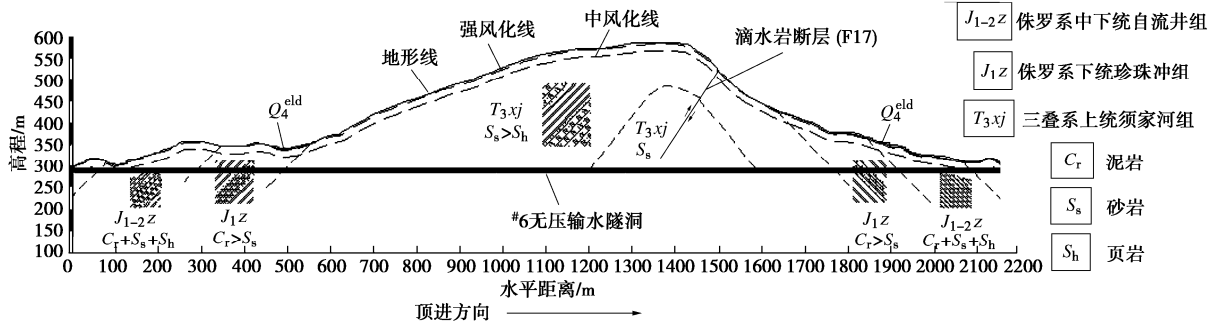 高程/m
600
550
500
450
400
350
300
250
200
150
100
地形线
强风化线
中风化线
滴水岩断层 (F17)
Q₄ᵉˡᵈ
Q₄ᵉˡᵈ
T₃xj
Sₛ>Sₕ
T₃xj
Sₛ
J₁₋₂z
Cᵣ+Sₛ+Sₕ
J₁z
Cᵣ>Sₛ
#6无压输水隧洞
J₁z
Cᵣ>Sₛ
J₁₋₂z
Cᵣ+Sₛ+Sₕ
0 100 200 300 400 500 600 700 800 900 1000 1100 1200 1300 1400 1500 1600 1700 1800 1900 2000 2100 2200
水平距离/m
顶进方向
J₁₋₂z 侏罗系中下统自流井组
J₁z 侏罗系下统珍珠冲组
T₃xj 三叠系上统须家河组
Cᵣ 泥岩
Sₛ 砂岩
Sₕ 页岩